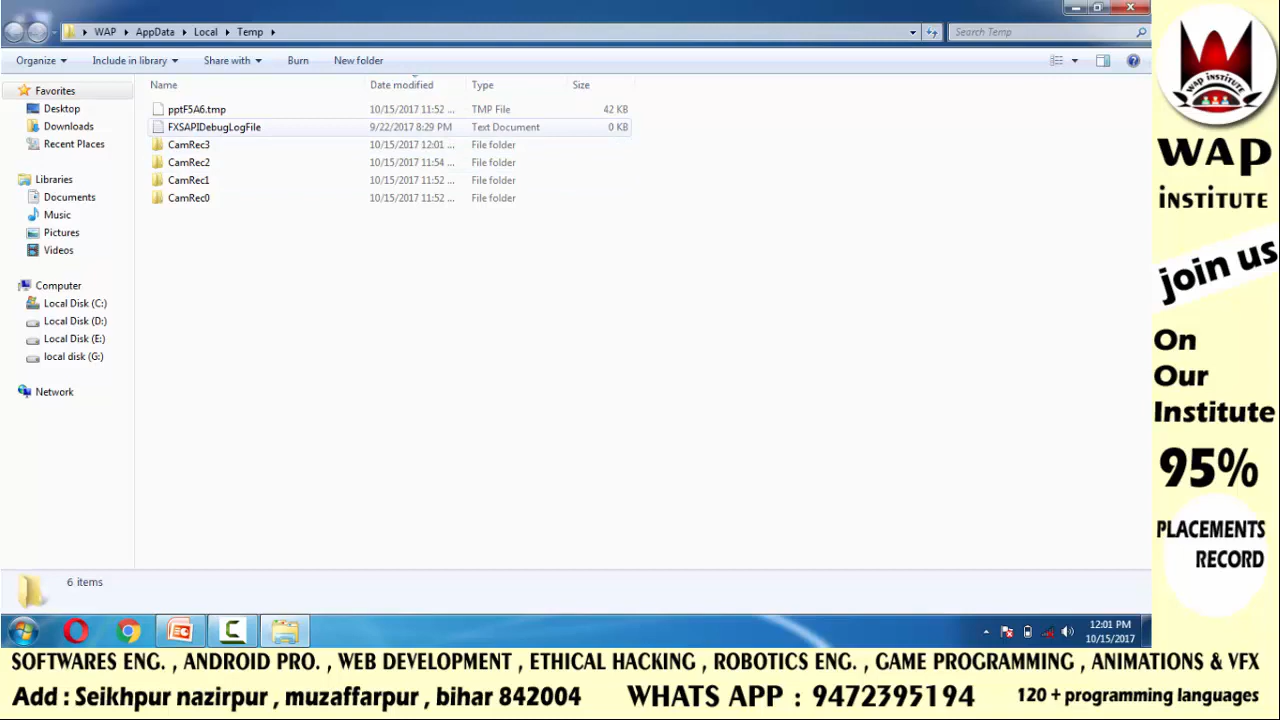 WAP ▸ AppData ▸ Local ▸ Temp ▸
Search Temp
Organize Include in library Share with Burn New folder
Name Date modified Type Size
Favorites
Desktop
Downloads
Recent Places
Libraries
Documents
Music
Pictures
Videos
Computer
Local Disk (C:)
Local Disk (D:)
Local Disk (E:)
local disk (G:)
Network
pptF5A6.tmp 10/15/2017 11:52 ... TMP File 42 KB
FXSAPIDebugLogFile 9/22/2017 8:29 PM Text Document 0 KB
CamRec3 10/15/2017 12:01 ... File folder
CamRec2 10/15/2017 11:54 ... File folder
CamRec1 10/15/2017 11:52 ... File folder
CamRec0 10/15/2017 11:52 ... File folder
6 items
12:01 PM
10/15/2017
wap institute
WAP
iNSTiTUTE
join us
On
Our
Institute
95%
PLACEMENTS
RECORD
SOFTWARES ENG. , ANDROID PRO. , WEB DEVELOPMENT , ETHICAL HACKING , ROBOTICS ENG. , GAME PROGRAMMING , ANIMATIONS & VFX
Add : Seikhpur nazirpur , muzaffarpur , bihar 842004 WHATS APP : 9472395194 120 + programming languages